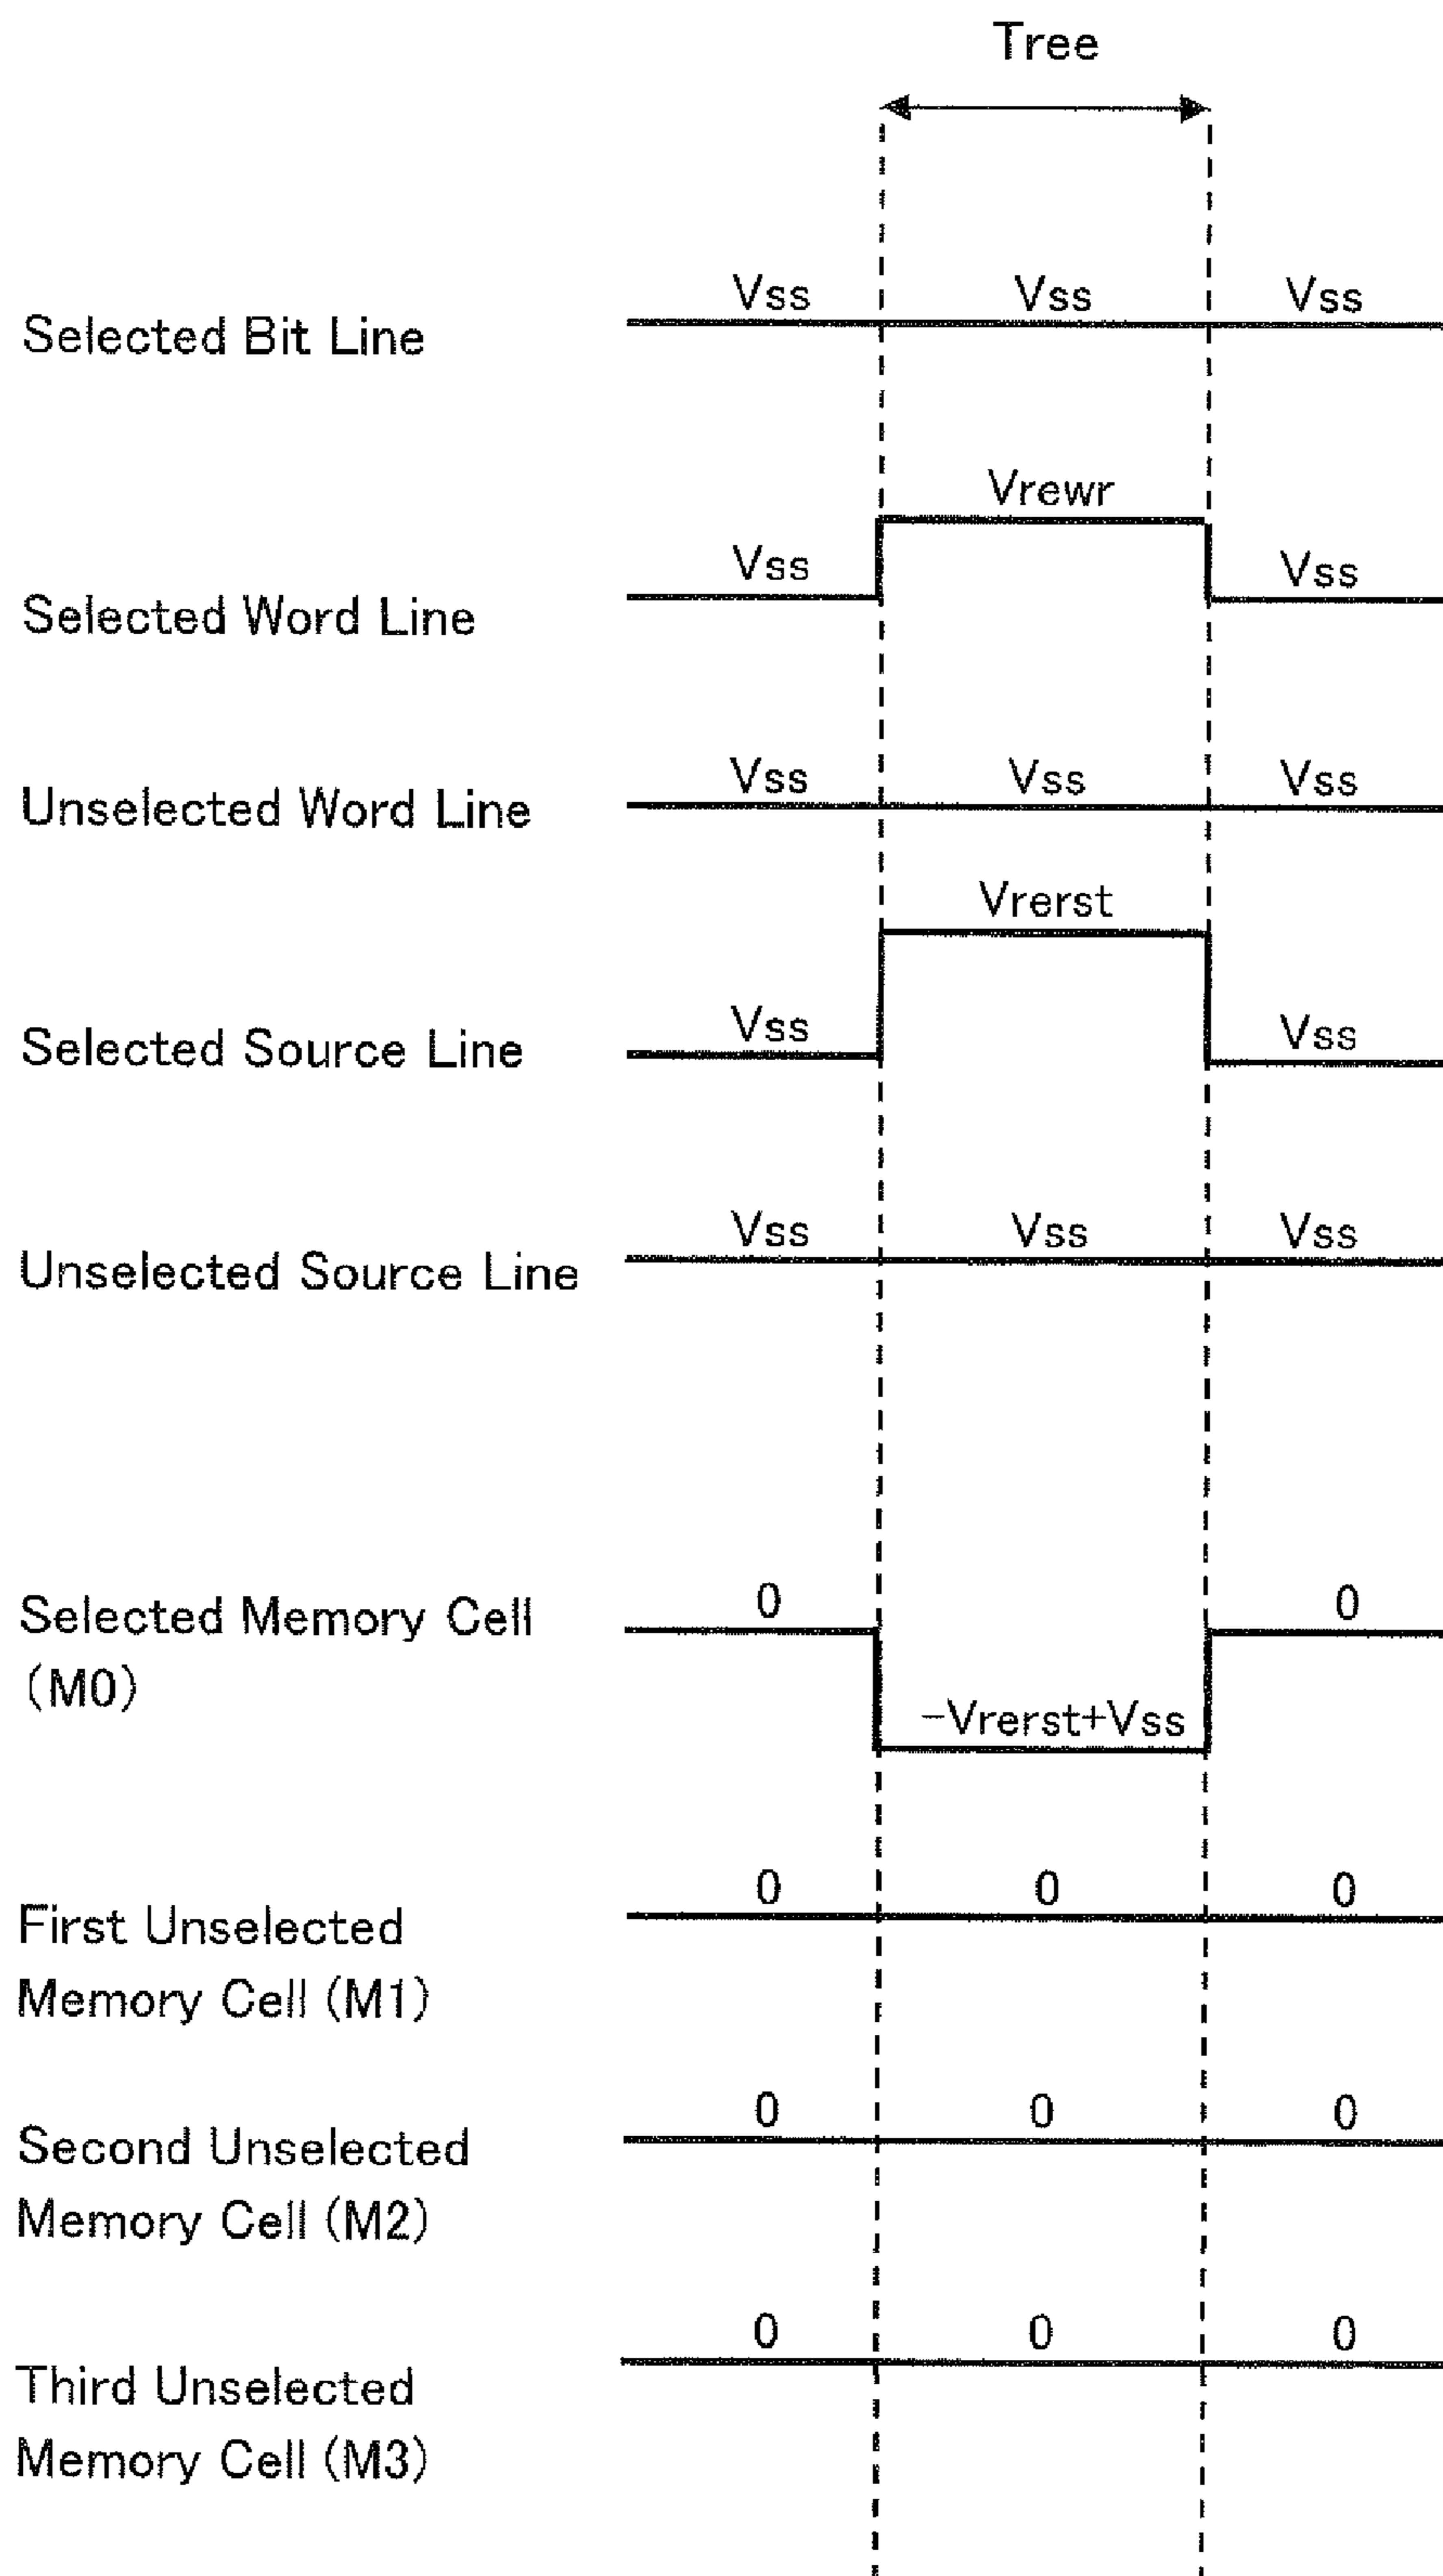 Tree
Vss Vss Vss
Selected Bit Line
Vrewr
Vss Vss
Selected Word Line
Vss Vss Vss
Unselected Word Line
Vrerst
Vss Vss
Selected Source Line
Vss Vss Vss
Unselected Source Line
0 0
Selected Memory Cell
(M0)
-Vrerst+Vss
0 0 0
First Unselected
Memory Cell (M1)
0 0 0
Second Unselected
Memory Cell (M2)
0 0 0
Third Unselected
Memory Cell (M3)